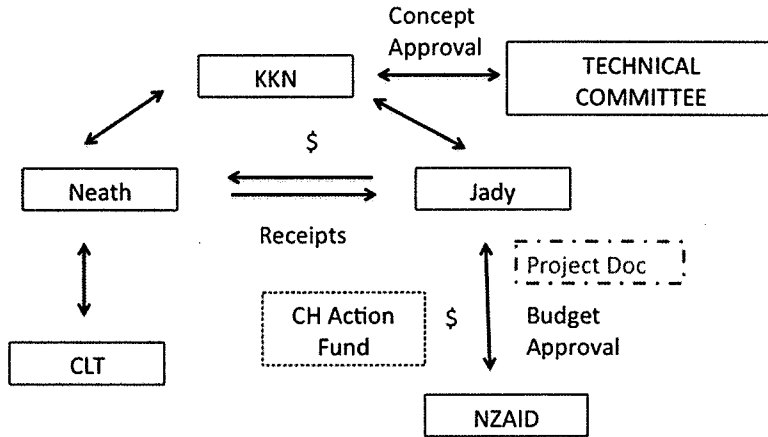 Concept
Approval
KKN
TECHNICAL
COMMITTEE
$
Neath
Jady
Receipts
Project Doc
CH Action
Fund
$
Budget
Approval
CLT
NZAID